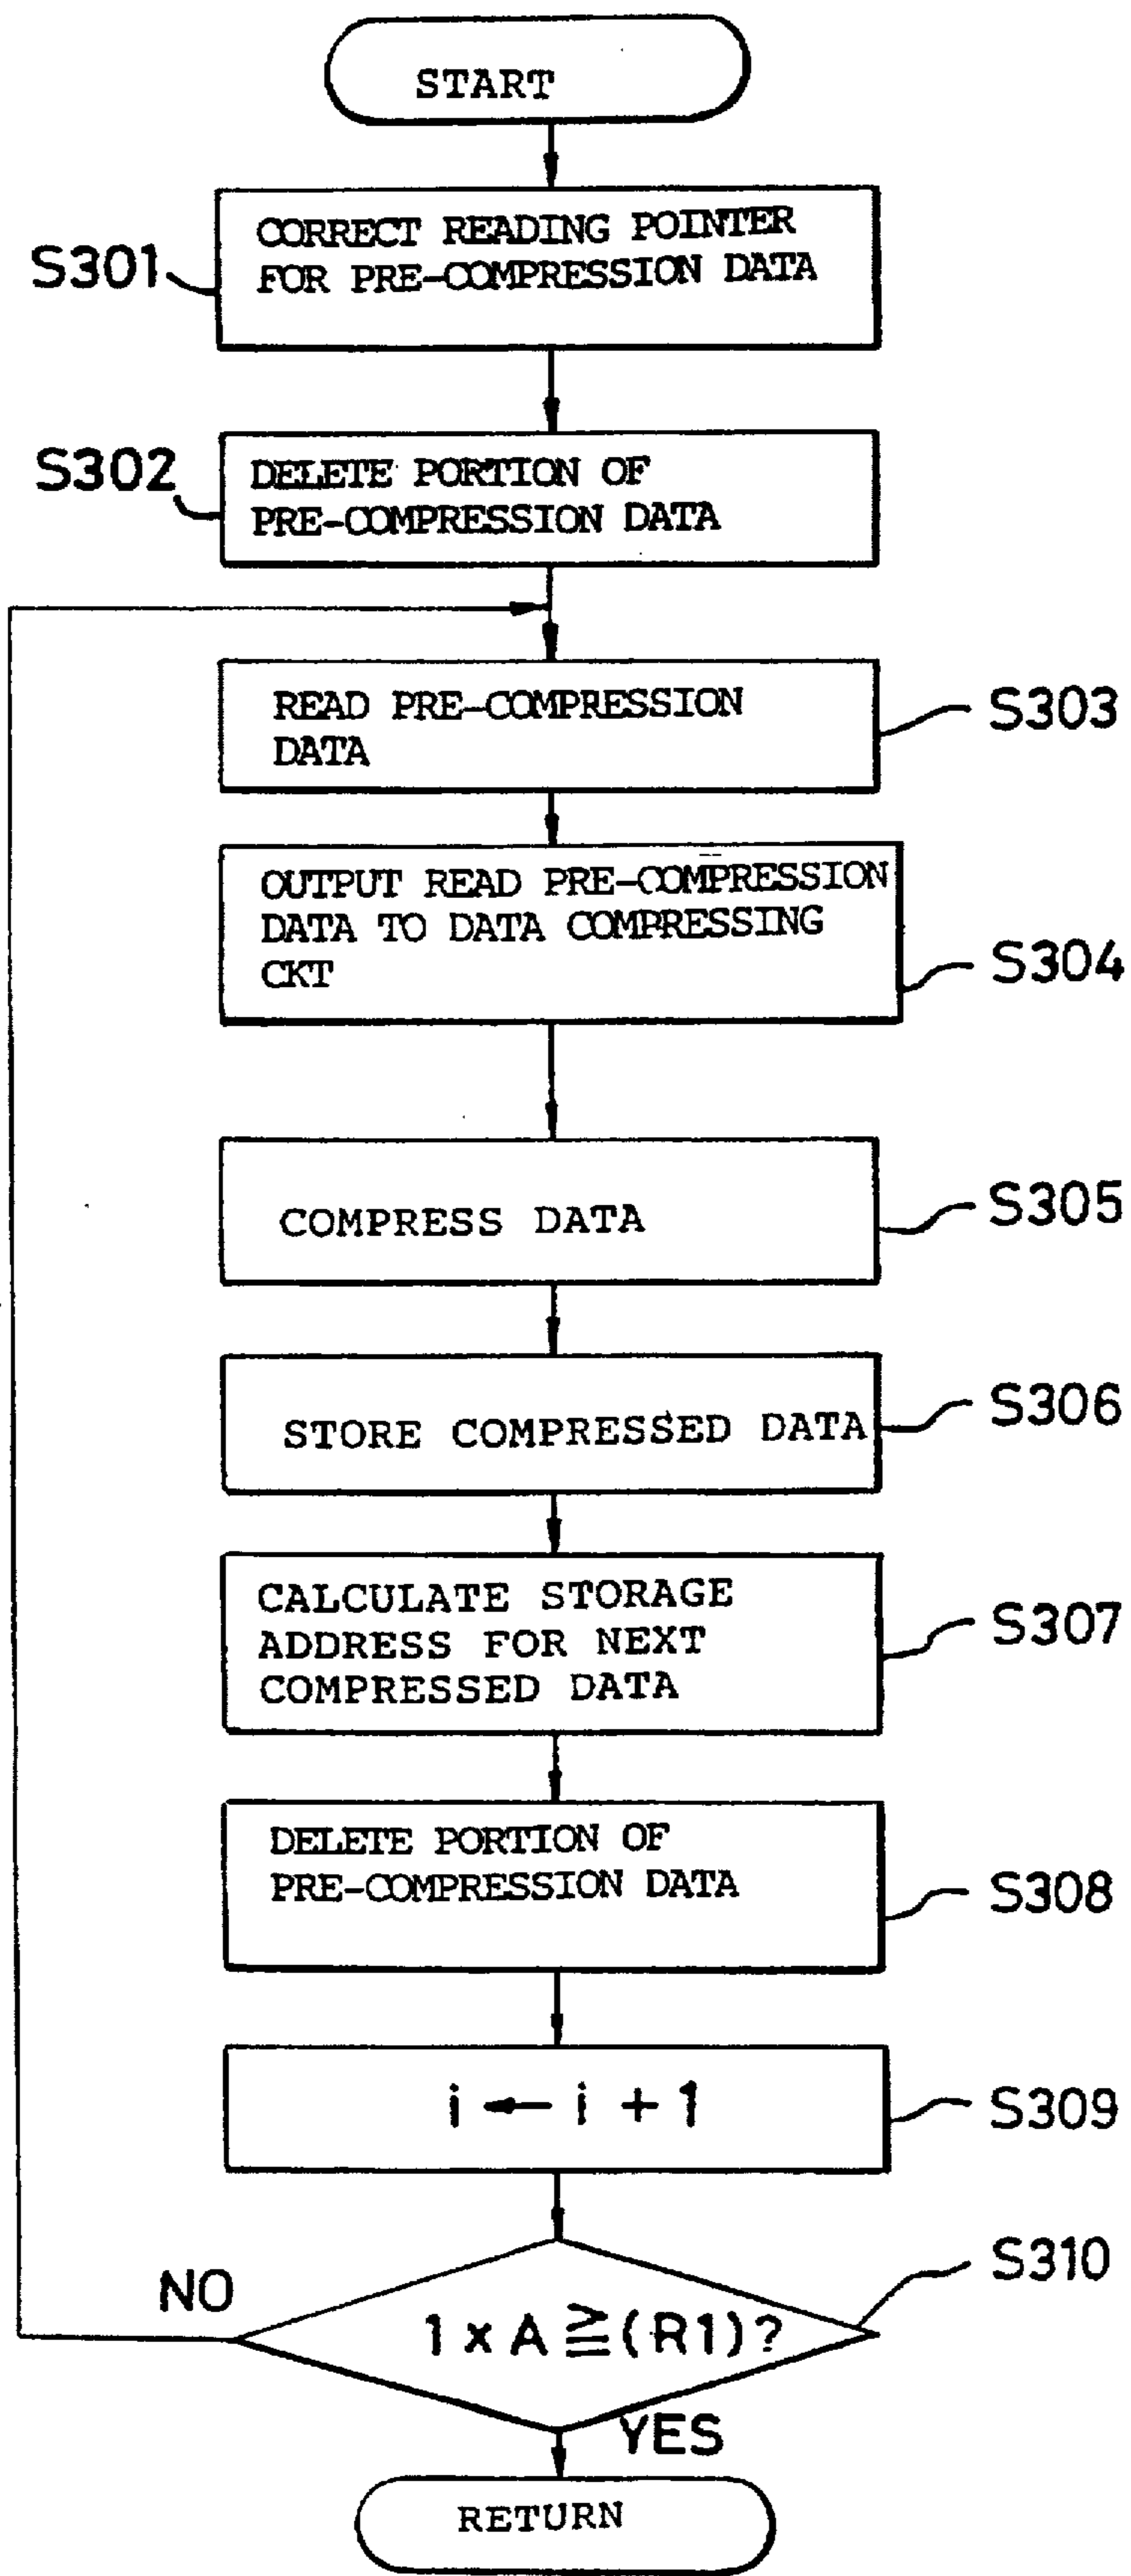 START
S301
CORRECT READING POINTER
FOR PRE-COMPRESSION DATA
S302
DELETE PORTION OF
PRE-COMPRESSION DATA
READ PRE-COMPRESSION
DATA
S303
OUTPUT READ PRE-COMPRESSION
DATA TO DATA COMPRESSING
CKT
S304
COMPRESS DATA
S305
STORE COMPRESSED DATA
S306
CALCULATE STORAGE
ADDRESS FOR NEXT
COMPRESSED DATA
S307
DELETE PORTION OF
PRE-COMPRESSION DATA
S308
i ← i + 1
S309
S310
NO
1 x A ≧ (R1)?
YES
RETURN